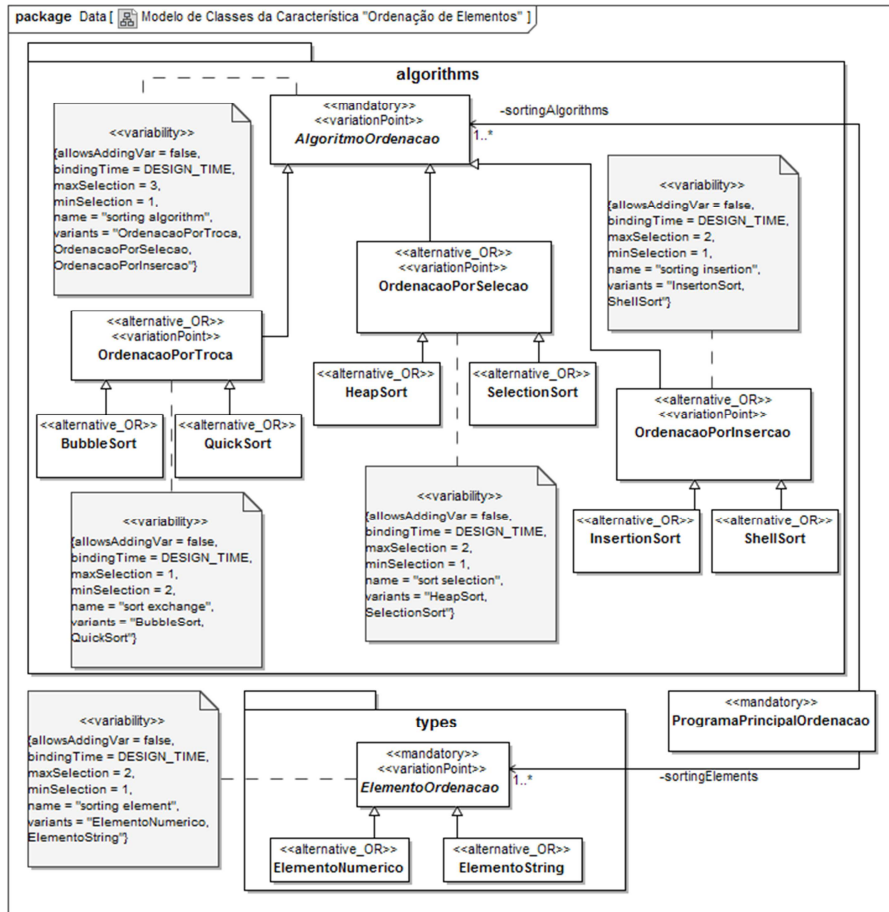 package Data [ Modelo de Classes da Característica "Ordenação de Elementos" ]
algorithms
<<mandatory>>
<<variationPoint>>
AlgoritmoOrdenacao
-sortingAlgorithms
1..*
<<variability>>
{allowsAddingVar = false,
bindingTime = DESIGN_TIME,
maxSelection = 3,
minSelection = 1,
name = "sorting algorithm",
variants = "OrdenacaoPorTroca,
OrdenacaoPorSelecao,
OrdenacaoPorInsercao"}
<<variability>>
{allowsAddingVar = false,
bindingTime = DESIGN_TIME,
maxSelection = 2,
minSelection = 1,
name = "sorting insertion",
variants = "InsertonSort,
ShellSort"}
<<alternative_OR>>
<<variationPoint>>
OrdenacaoPorSelecao
<<alternative_OR>>
<<variationPoint>>
OrdenacaoPorTroca
<<alternative_OR>>
HeapSort
<<alternative_OR>>
SelectionSort
<<alternative_OR>>
<<variationPoint>>
OrdenacaoPorInsercao
<<alternative_OR>>
BubbleSort
<<alternative_OR>>
QuickSort
<<variability>>
{allowsAddingVar = false,
bindingTime = DESIGN_TIME,
maxSelection = 1,
minSelection = 2,
name = "sort exchange",
variants = "BubbleSort,
QuickSort"}
<<variability>>
{allowsAddingVar = false,
bindingTime = DESIGN_TIME,
maxSelection = 2,
minSelection = 1,
name = "sort selection",
variants = "HeapSort,
SelectionSort"}
<<alternative_OR>>
InsertionSort
<<alternative_OR>>
ShellSort
<<variability>>
{allowsAddingVar = false,
bindingTime = DESIGN_TIME,
maxSelection = 2,
minSelection = 1,
name = "sorting element",
variants = "ElementoNumerico,
ElementoString"}
types
<<mandatory>>
<<variationPoint>>
ElementoOrdenacao
1..*
-sortingElements
<<mandatory>>
ProgramaPrincipalOrdenacao
<<alternative_OR>>
ElementoNumerico
<<alternative_OR>>
ElementoString